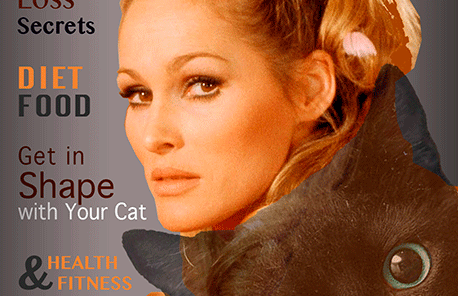 Loss
Secrets
DIET
FOOD
Get in
Shape
with Your Cat
& HEALTH
FITNESS